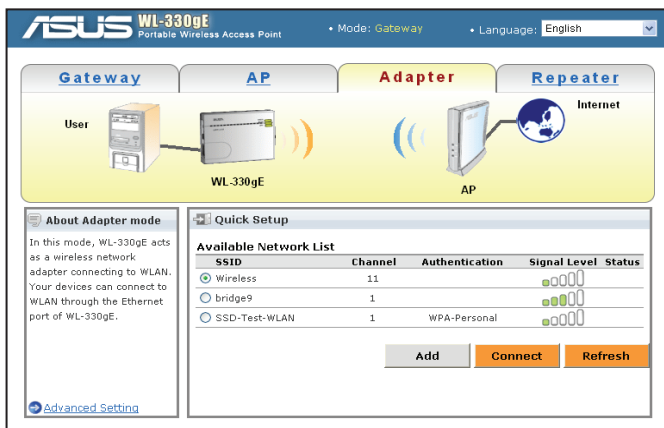 ASUS WL-330gE
Portable Wireless Access Point
• Mode: Gateway
• Language: English
Gateway
AP
Adapter
Repeater
User
WL-330gE
AP
Internet
About Adapter mode
In this mode, WL-330gE acts
as a wireless network
adapter connecting to WLAN.
Your devices can connect to
WLAN through the Ethernet
port of WL-330gE.
Advanced Setting
Quick Setup
Available Network List
SSID Channel Authentication Signal Level Status
Wireless 11
bridge9 1
SSD-Test-WLAN 1 WPA-Personal
Add Connect Refresh